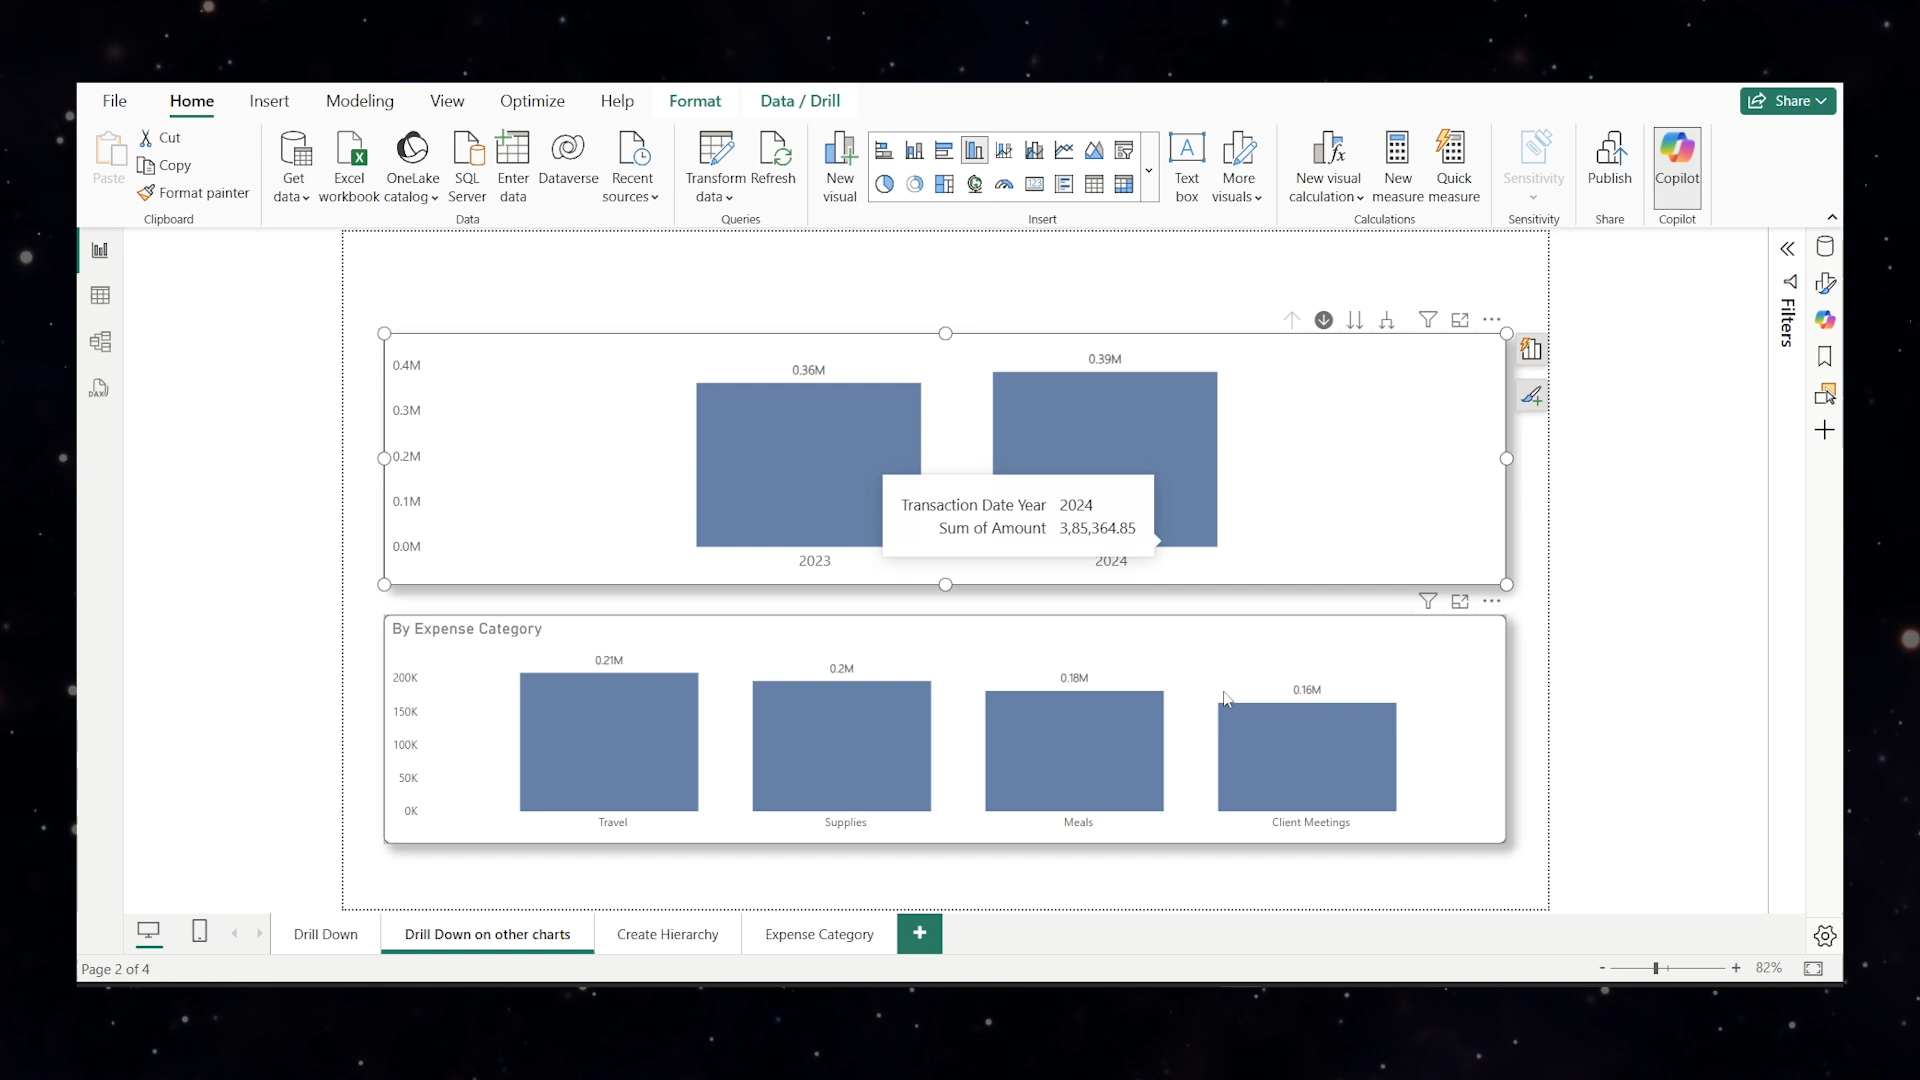 File Home Insert Modeling View Optimize Help Format Data / Drill Share
Paste
Cut
Copy
Format painter
Clipboard
Get data
Excel workbook
OneLake catalog
SQL Server
Enter data
Dataverse
Recent sources
Data
Transform data
Refresh
Queries
New visual
Insert
Text box
More visuals
New visual calculation
New measure
Quick measure
Calculations
Sensitivity
Sensitivity
Publish
Share
Copilot
Copilot
Filters
DAX
0.4M
0.3M
0.2M
0.1M
0.0M
0.36M
0.39M
Transaction Date Year 2024
Sum of Amount 3,85,364.85
2023
2024
By Expense Category
200K
150K
100K
50K
0K
0.21M
0.2M
0.18M
0.16M
Travel
Supplies
Meals
Client Meetings
Drill Down
Drill Down on other charts
Create Hierarchy
Expense Category
+
Page 2 of 4
- + 82%